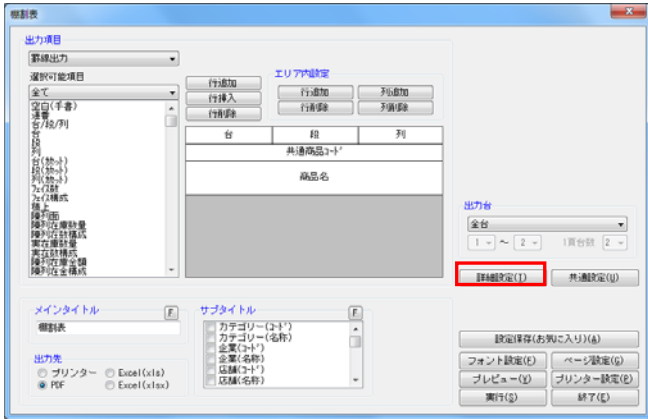 棚割表
出力項目
罫線出力
選択可能項目
全て
空白(手書)
連番
台/段/列
台
段
列
台(ｶｾｯﾄ)
段(ｶｾｯﾄ)
列(ｶｾｯﾄ)
ﾌｪｲｽ数
ﾌｪｲｽ構成
積上
陳列面
陳列在庫数量
陳列在数構成
実在庫数量
実在数構成
陳列在庫金額
陳列在金構成
行追加
行挿入
行削除
エリア内設定
行追加
列追加
行削除
列削除
台 段 列
共通商品ｺｰﾄﾞ
商品名
出力台
全台
1 ～ 2 1頁台数 2
詳細設定(T)
共通設定(U)
メインタイトル F
棚割表
サブタイトル F
カテゴリー(ｺｰﾄﾞ)
カテゴリー(名称)
企業(ｺｰﾄﾞ)
企業(名称)
店舗(ｺｰﾄﾞ)
店舗(名称)
出力先
プリンター Excel(xls)
PDF Excel(xlsx)
設定保存(お気に入り)(A)
フォント設定(F) ページ設定(G)
プレビュー(V) プリンター設定(P)
実行(S) 終了(E)